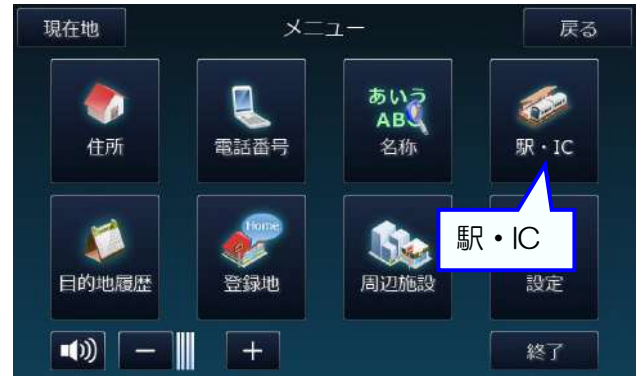 現在地
メニュー
戻る
住所
電話番号
あいう
AB
名称
駅・IC
駅・IC
目的地履歴
Home
登録地
周辺施設
設定
－
＋
終了